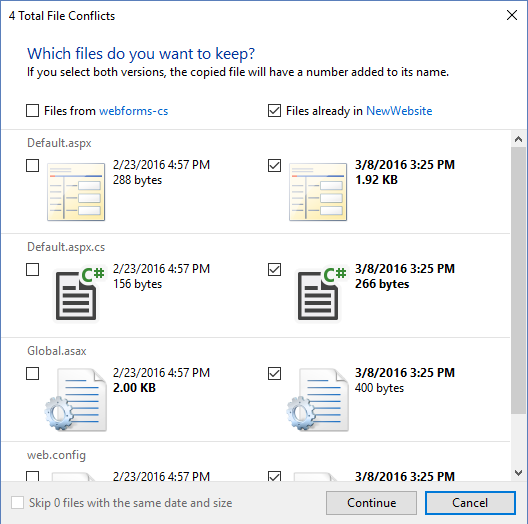 4 Total File Conflicts
Which files do you want to keep?
If you select both versions, the copied file will have a number added to its name.
Files from webforms-cs
Files already in NewWebsite
Default.aspx
2/23/2016 4:57 PM
288 bytes
3/8/2016 3:25 PM
1.92 KB
Default.aspx.cs
C#
2/23/2016 4:57 PM
156 bytes
C#
3/8/2016 3:25 PM
266 bytes
Global.asax
2/23/2016 4:57 PM
2.00 KB
3/8/2016 3:25 PM
400 bytes
web.config
2/23/2016 4:57 PM
3/8/2016 3:25 PM
Skip 0 files with the same date and size
Continue
Cancel